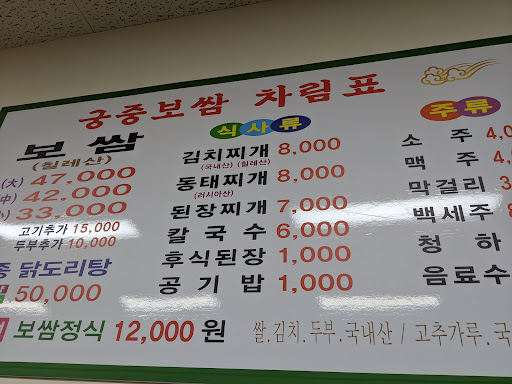 궁중보쌈 차림표
보쌈
(칠레산)
(大) 47,000
(中) 42,000
33,000
고기추가 15,000
두부추가 10,000
닭도리탕
50,000
보쌈정식 12,000 원
식사류
김치찌개 8,000
(국내산) (칠레산)
동태찌개 8,000
(러시아산)
된장찌개 7,000
칼국수 6,000
후식된장 1,000
공기밥 1,000
주류
소주 4,0
맥주 4
막걸리 3
백세주 8
청하
음료수
쌀.김치.두부.국내산 / 고추가루.국